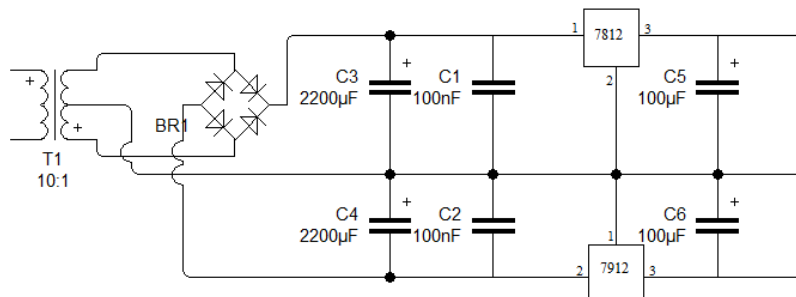 1
7812
3
2
+
+
T1
10:1
BR1
C3
2200µF
+
C1
100nF
C5
100µF
+
C4
2200µF
+
C2
100nF
C6
100µF
+
1
2
7912
3